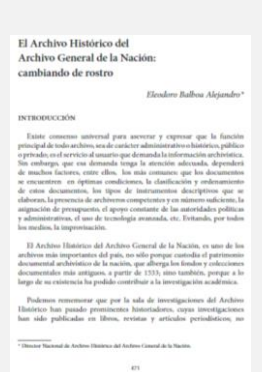 El Archivo Histórico del
Archivo General de la Nación:
cambiando de rostro
Eleodoro Balboa Alejandro*
INTRODUCCIÓN
Existe consenso universal para aseverar y expresar que la función
principal de todo archivo, sea de carácter administrativo o histórico, público
o privado, es el servicio al usuario que demanda la información archivística.
Sin embargo, que esa demanda tenga la atención adecuada, dependerá
de muchos factores, entre ellos, los más comunes: que los documentos
se encuentren en óptimas condiciones, la clasificación y ordenamiento
de estos documentos, los tipos de instrumentos descriptivos que se
elaboran, la presencia de archiveros competentes y en número suficiente, la
asignación de presupuesto, el apoyo constante de las autoridades políticas
y administrativas, el uso de tecnología avanzada, etc. Evitando, por todos
los medios, la improvisación.
El Archivo Histórico del Archivo General de la Nación, es uno de los
archivos más importantes del país, no sólo porque custodia el patrimonio
documental archivístico de la nación, que alberga los fondos y colecciones
documentales más antiguos, a partir de 1533; sino también, porque a lo
largo de su existencia ha podido contribuir a la investigación académica.
Podemos rememorar que por la sala de investigaciones del Archivo
Histórico han pasado prominentes historiadores, cuyas investigaciones
han sido publicadas en libros, revistas y artículos periodísticos, no
* Director Nacional de Archivo Histórico del Archivo General de la Nación.